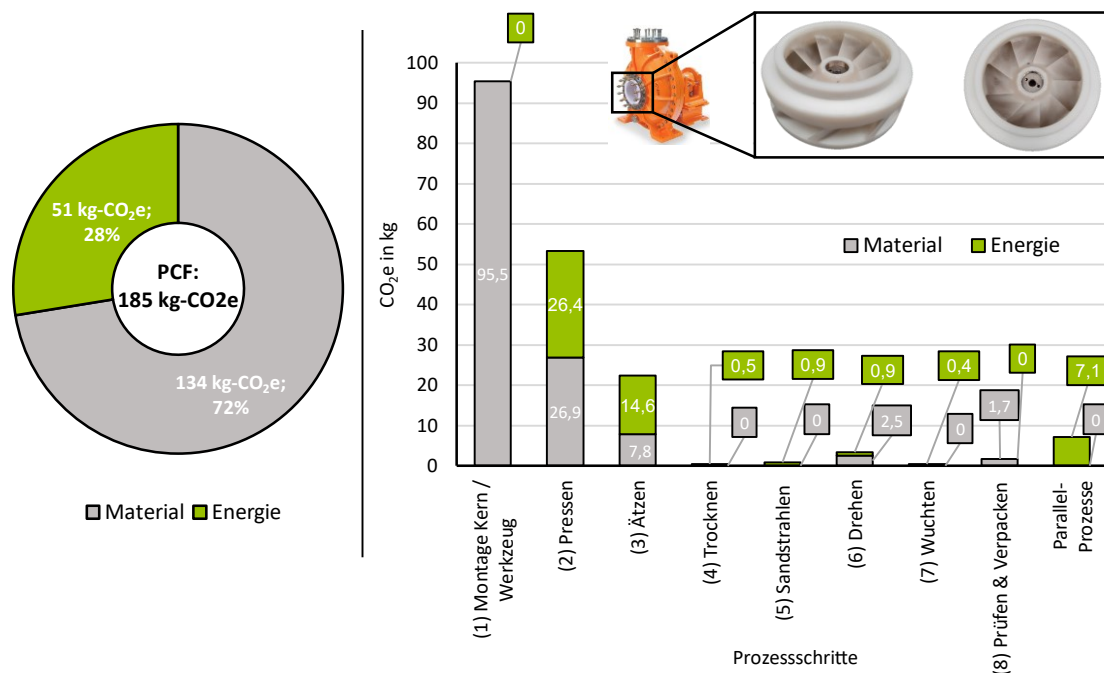 51 kg-CO₂e;
28%
PCF:
185 kg-CO2e
134 kg-CO₂e;
72%
Material Energie
CO₂e in kg
100
90
80
70
60
50
40
30
20
10
0
Material Energie
0
95,5
26,4
26,9
14,6
7,8
0,5
0
0,9
0
0,9
2,5
0,4
0
0
1,7
7,1
0
(1) Montage Kern /
Werkzeug
(2) Pressen
(3) Ätzen
(4) Trocknen
(5) Sandstrahlen
(6) Drehen
(7) Wuchten
(8) Prüfen & Verpacken
Parallel-
Prozesse
Prozessschritte